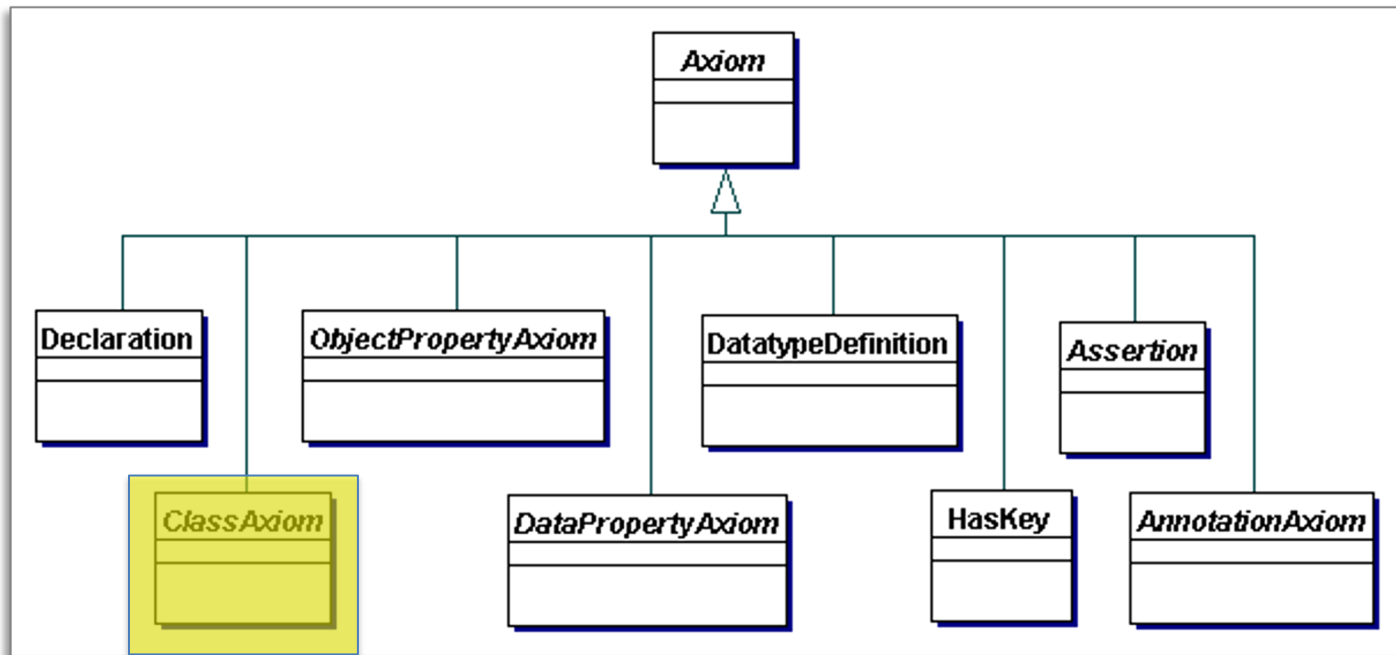 Axiom
Declaration
ObjectPropertyAxiom
DatatypeDefinition
Assertion
ClassAxiom
DataPropertyAxiom
HasKey
AnnotationAxiom